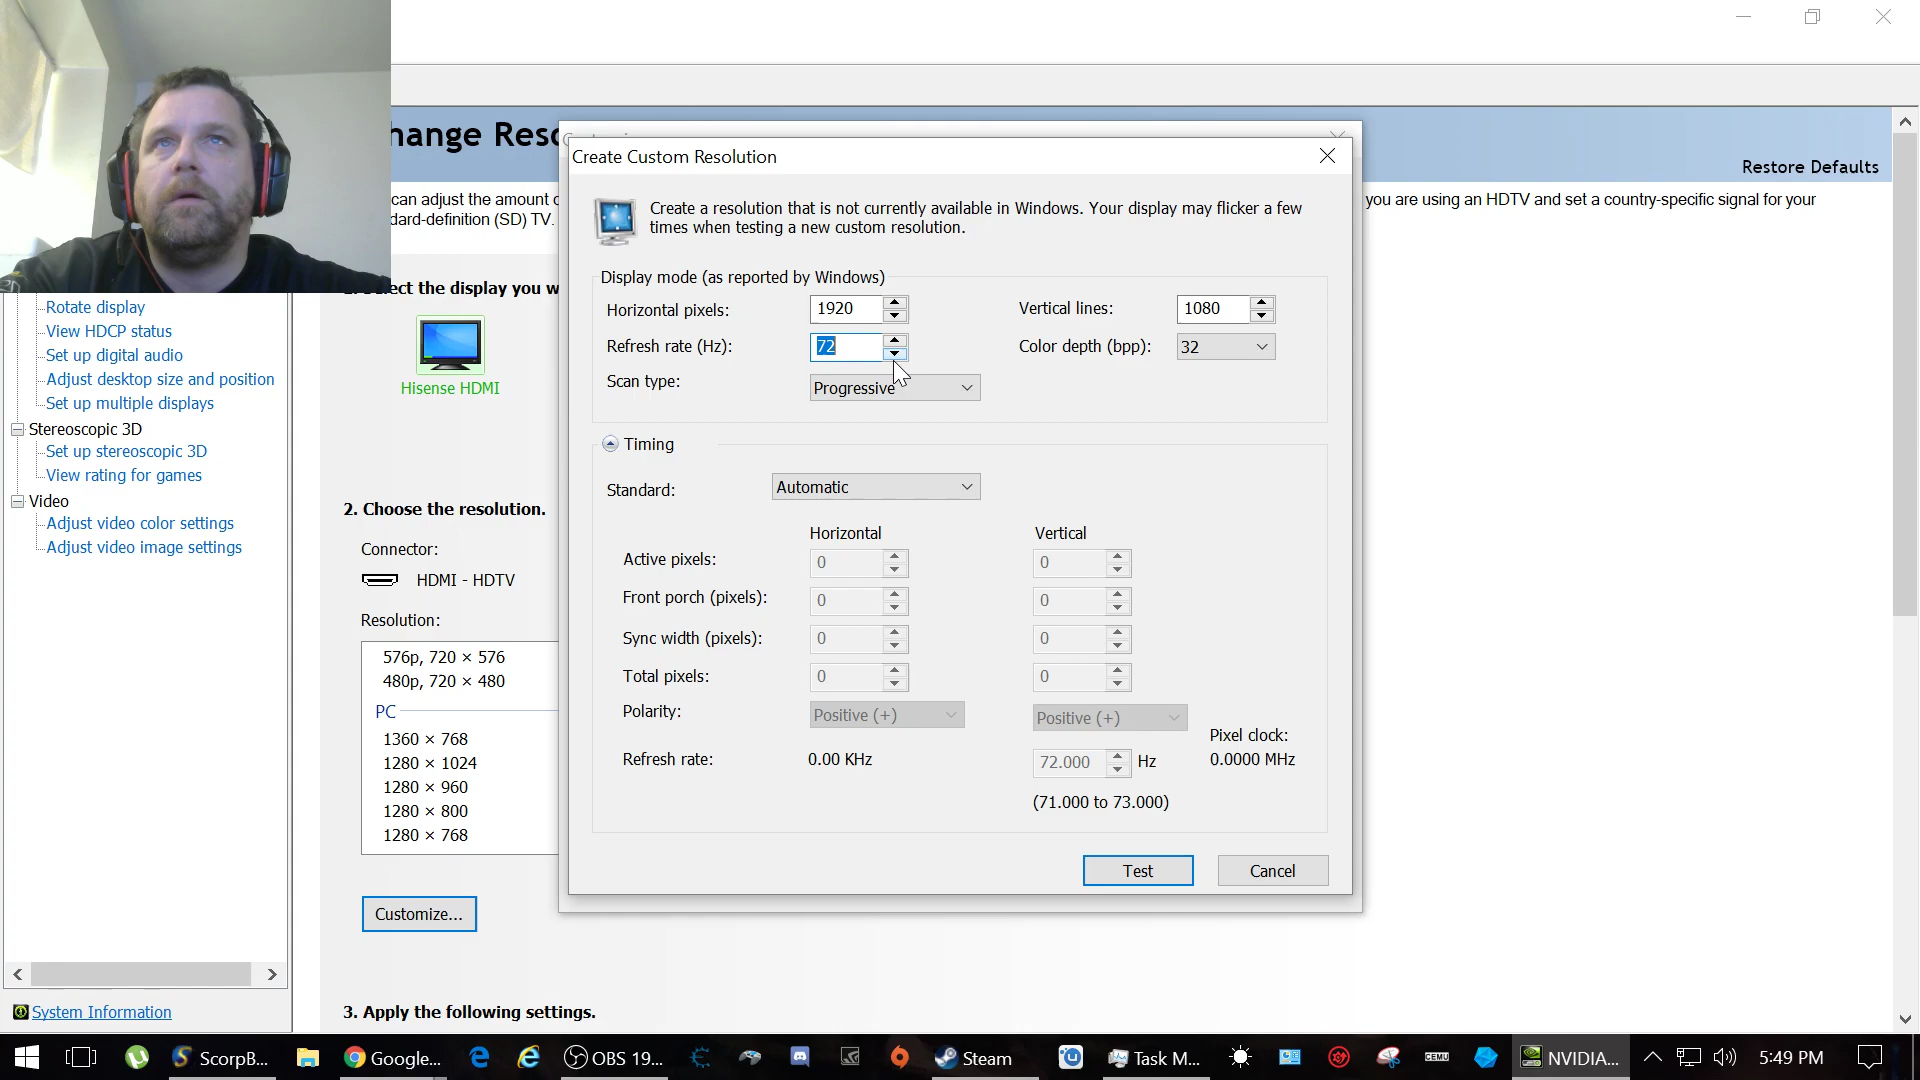 hange Reso
Restore Defaults
can adjust the amount
you are using an HDTV and set a country-specific signal for your
dard-definition (SD) TV.
ect the display you w
Hisense HDMI
2. Choose the resolution.
Connector:
HDMI - HDTV
Resolution:
576p, 720 × 576
480p, 720 × 480
PC
1360 × 768
1280 × 1024
1280 × 960
1280 × 800
1280 × 768
Customize...
3. Apply the following settings.
Rotate display
View HDCP status
Set up digital audio
Adjust desktop size and position
Set up multiple displays
Stereoscopic 3D
Set up stereoscopic 3D
View rating for games
Video
Adjust video color settings
Adjust video image settings
System Information
Create Custom Resolution
Create a resolution that is not currently available in Windows. Your display may flicker a few
times when testing a new custom resolution.
Display mode (as reported by Windows)
Horizontal pixels: 1920 Vertical lines: 1080
Refresh rate (Hz): 72 Color depth (bpp): 32
Scan type: Progressive
Timing
Standard: Automatic
Horizontal Vertical
Active pixels: 0 0
Front porch (pixels): 0 0
Sync width (pixels): 0 0
Total pixels: 0 0
Polarity: Positive (+) Positive (+)
Pixel clock:
Refresh rate: 0.00 KHz 72.000 Hz 0.0000 MHz
(71.000 to 73.000)
Test Cancel
ScorpB... Google... OBS 19... Steam Task M... CEMU NVIDIA... 5:49 PM